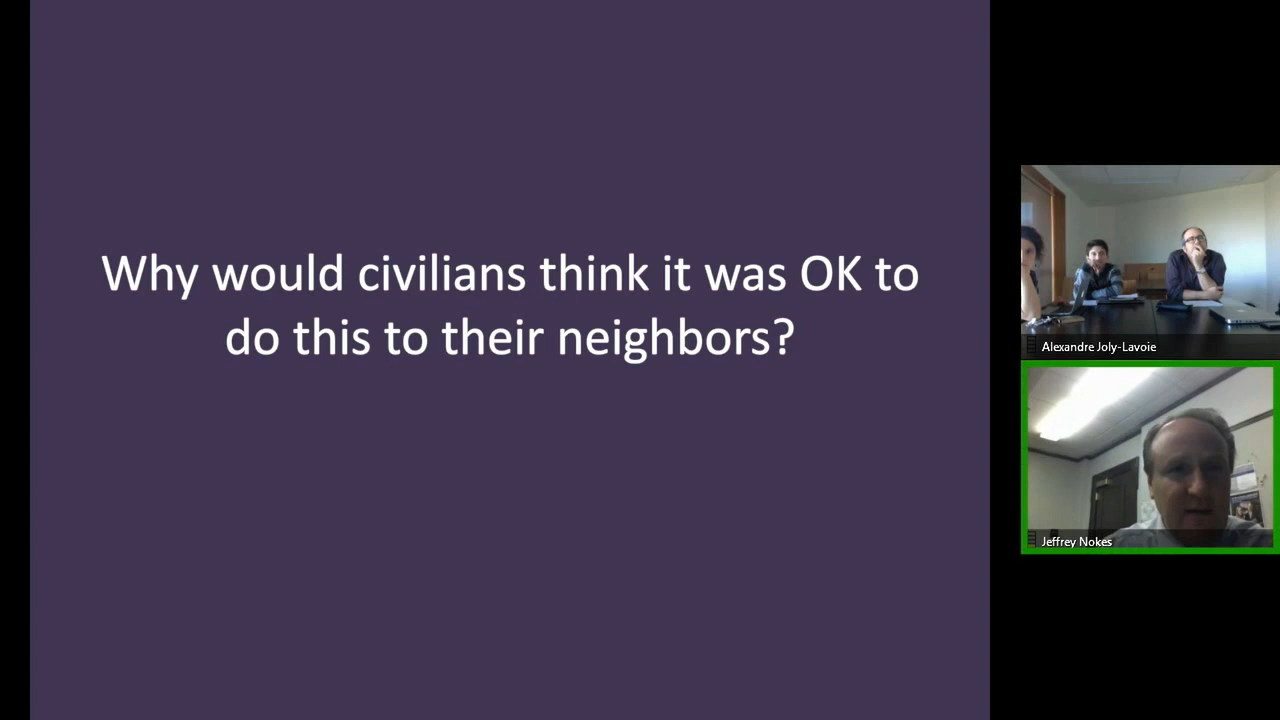 Why would civilians think it was OK to
do this to their neighbors?
Alexandre Joly-Lavoie
Jeffrey Nokes